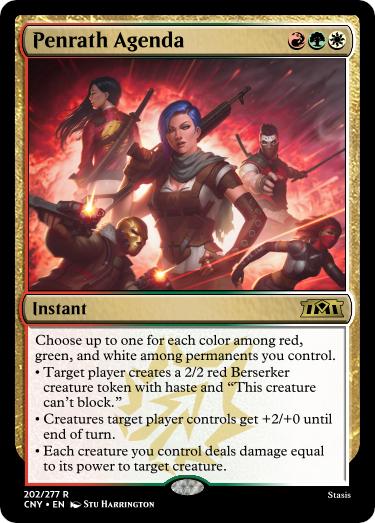 Penrath Agenda
Instant
Choose up to one for each color among red,
green, and white among permanents you control.
• Target player creates a 2/2 red Berserker
creature token with haste and “This creature
can’t block.”
• Creatures target player controls get +2/+0 until
end of turn.
• Each creature you control deals damage equal
to its power to target creature.
202/277 R
Stasis
CNY • EN Stu Harrington